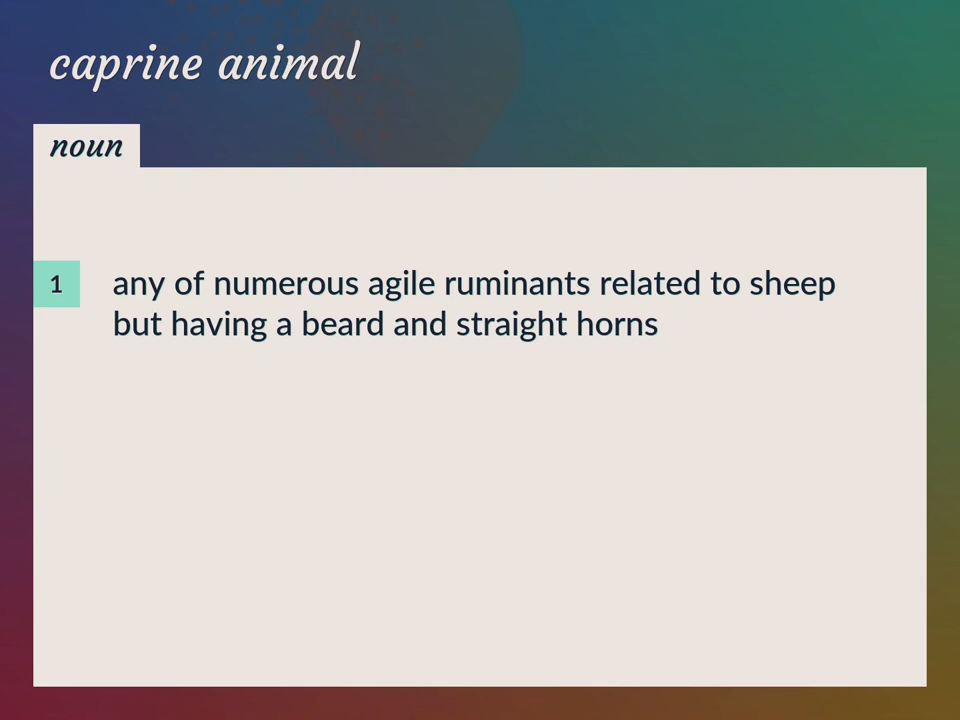 caprine animal
noun
1
any of numerous agile ruminants related to sheep
but having a beard and straight horns